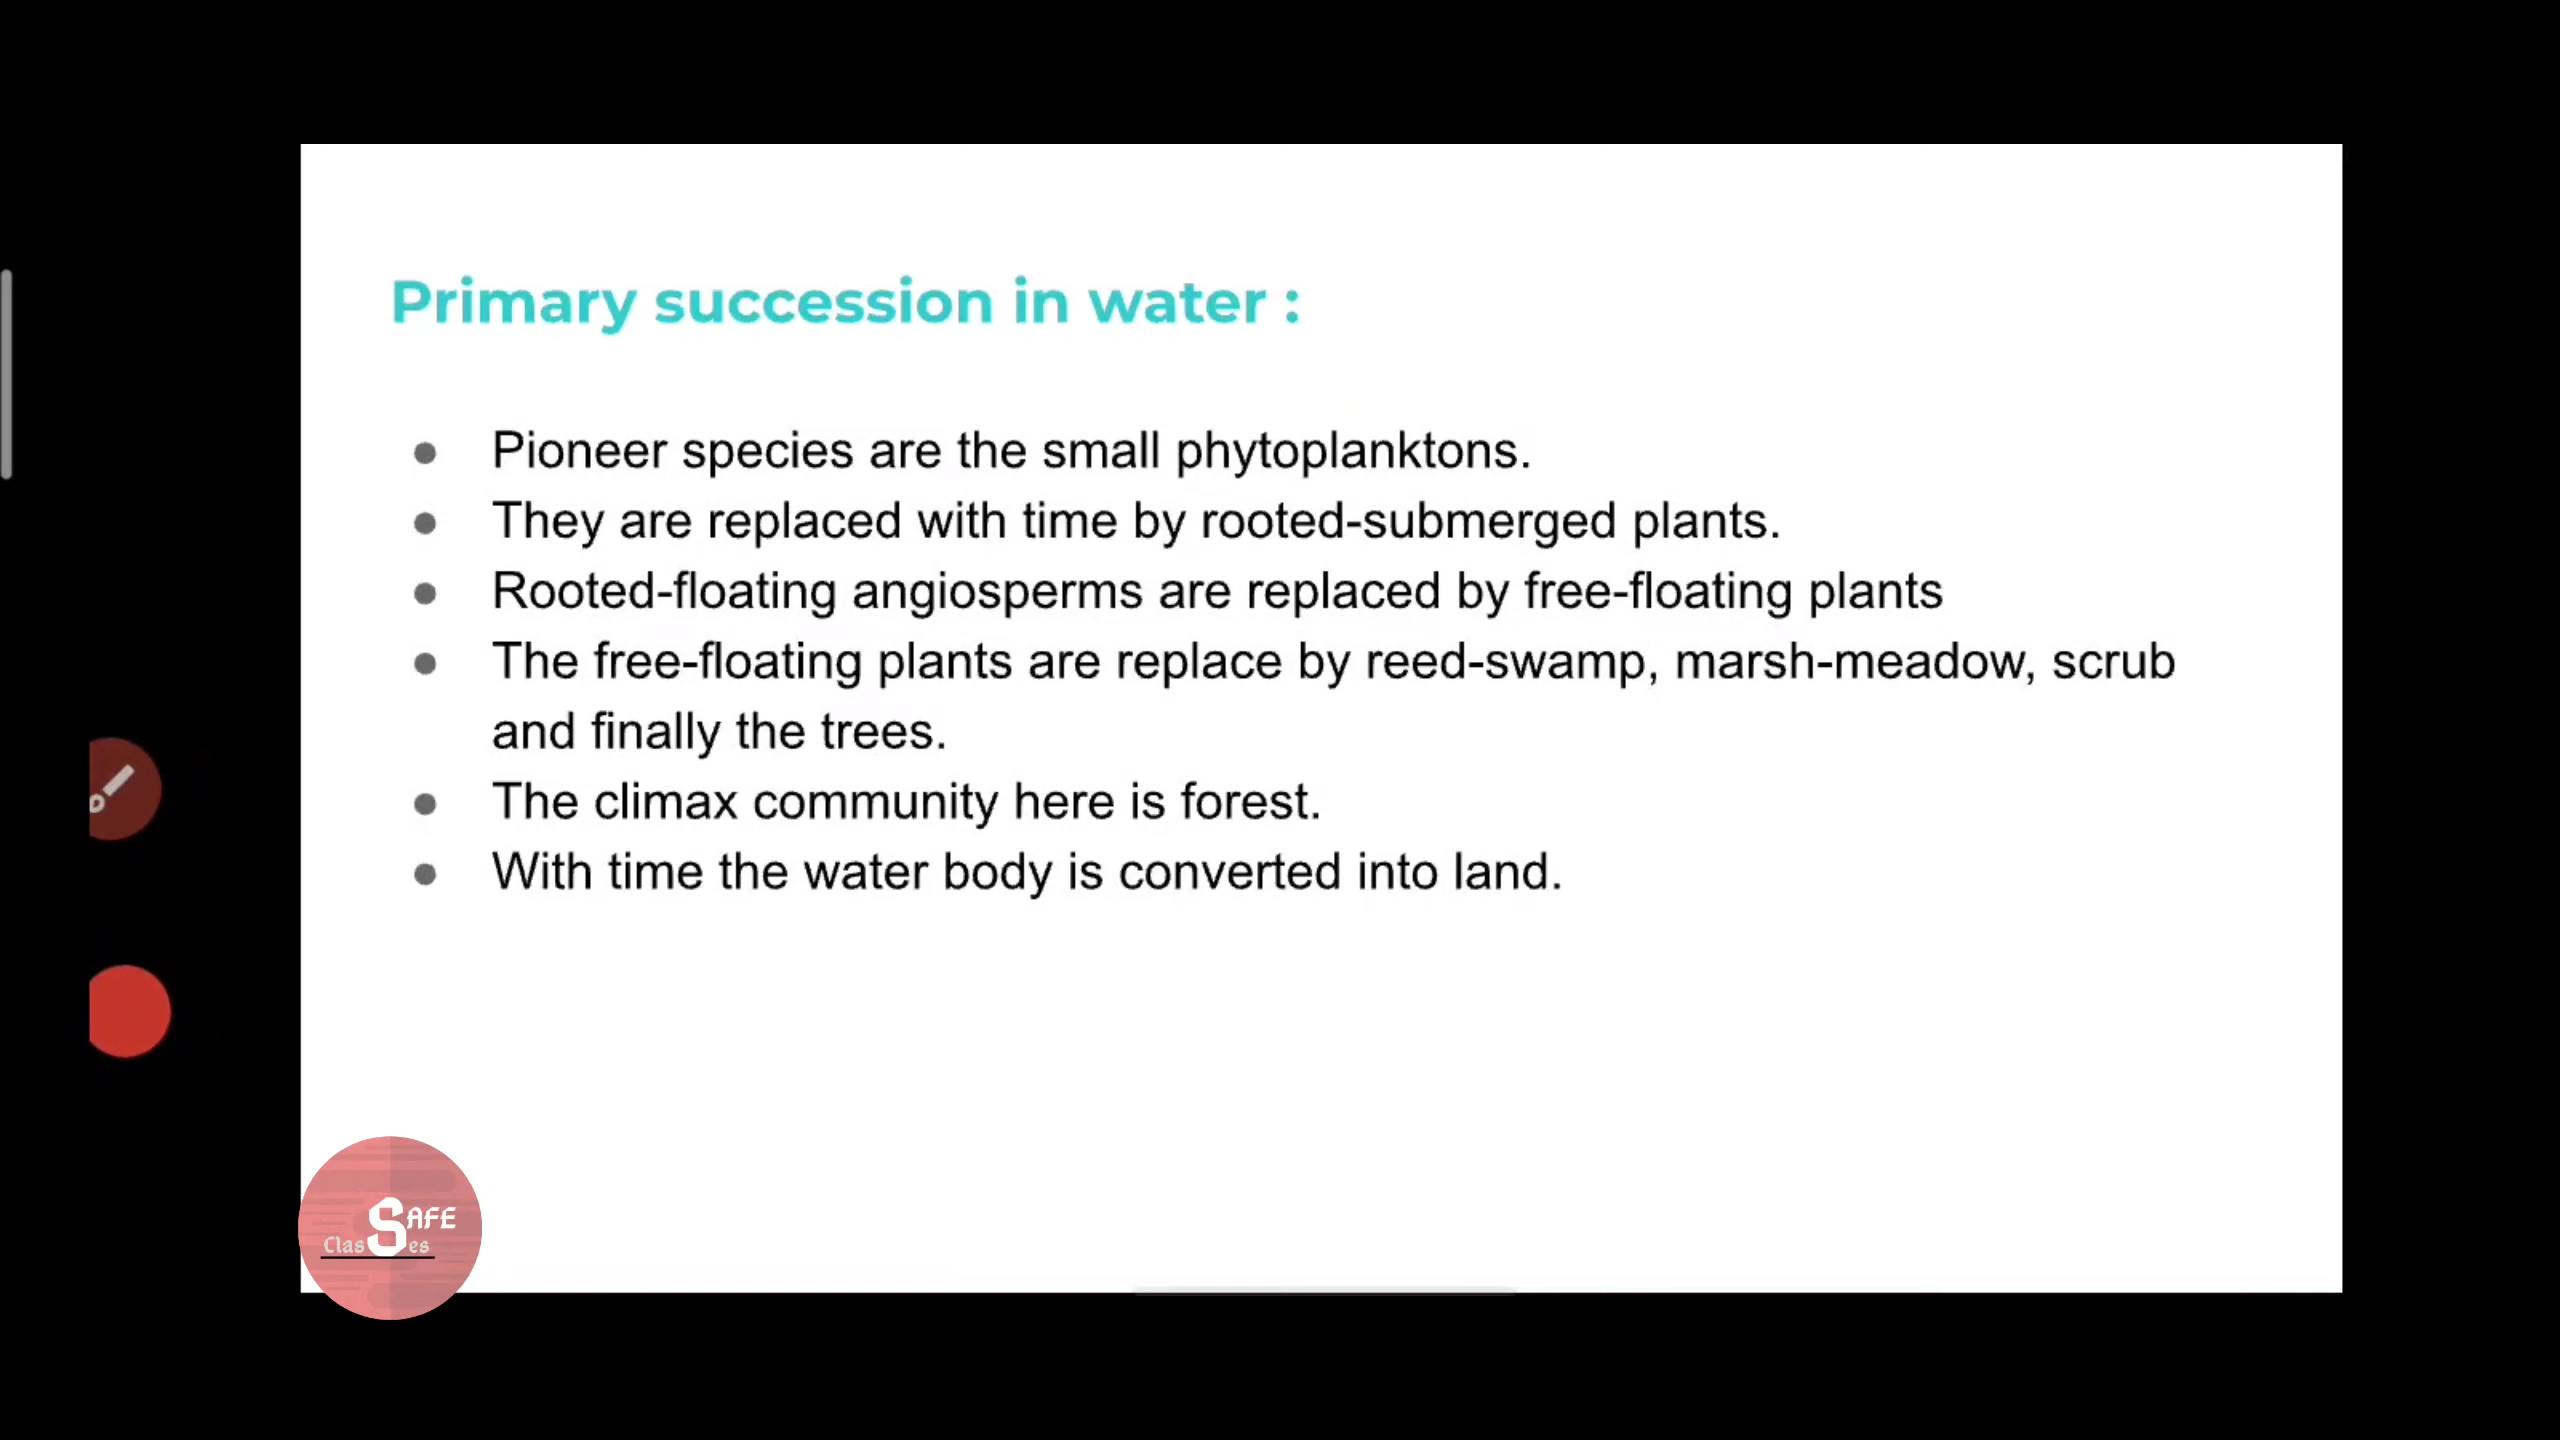 Primary succession in water :
● Pioneer species are the small phytoplanktons.
● They are replaced with time by rooted-submerged plants.
● Rooted-floating angiosperms are replaced by free-floating plants
● The free-floating plants are replace by reed-swamp, marsh-meadow, scrub
and finally the trees.
● The climax community here is forest.
● With time the water body is converted into land.
SAFE
Classes